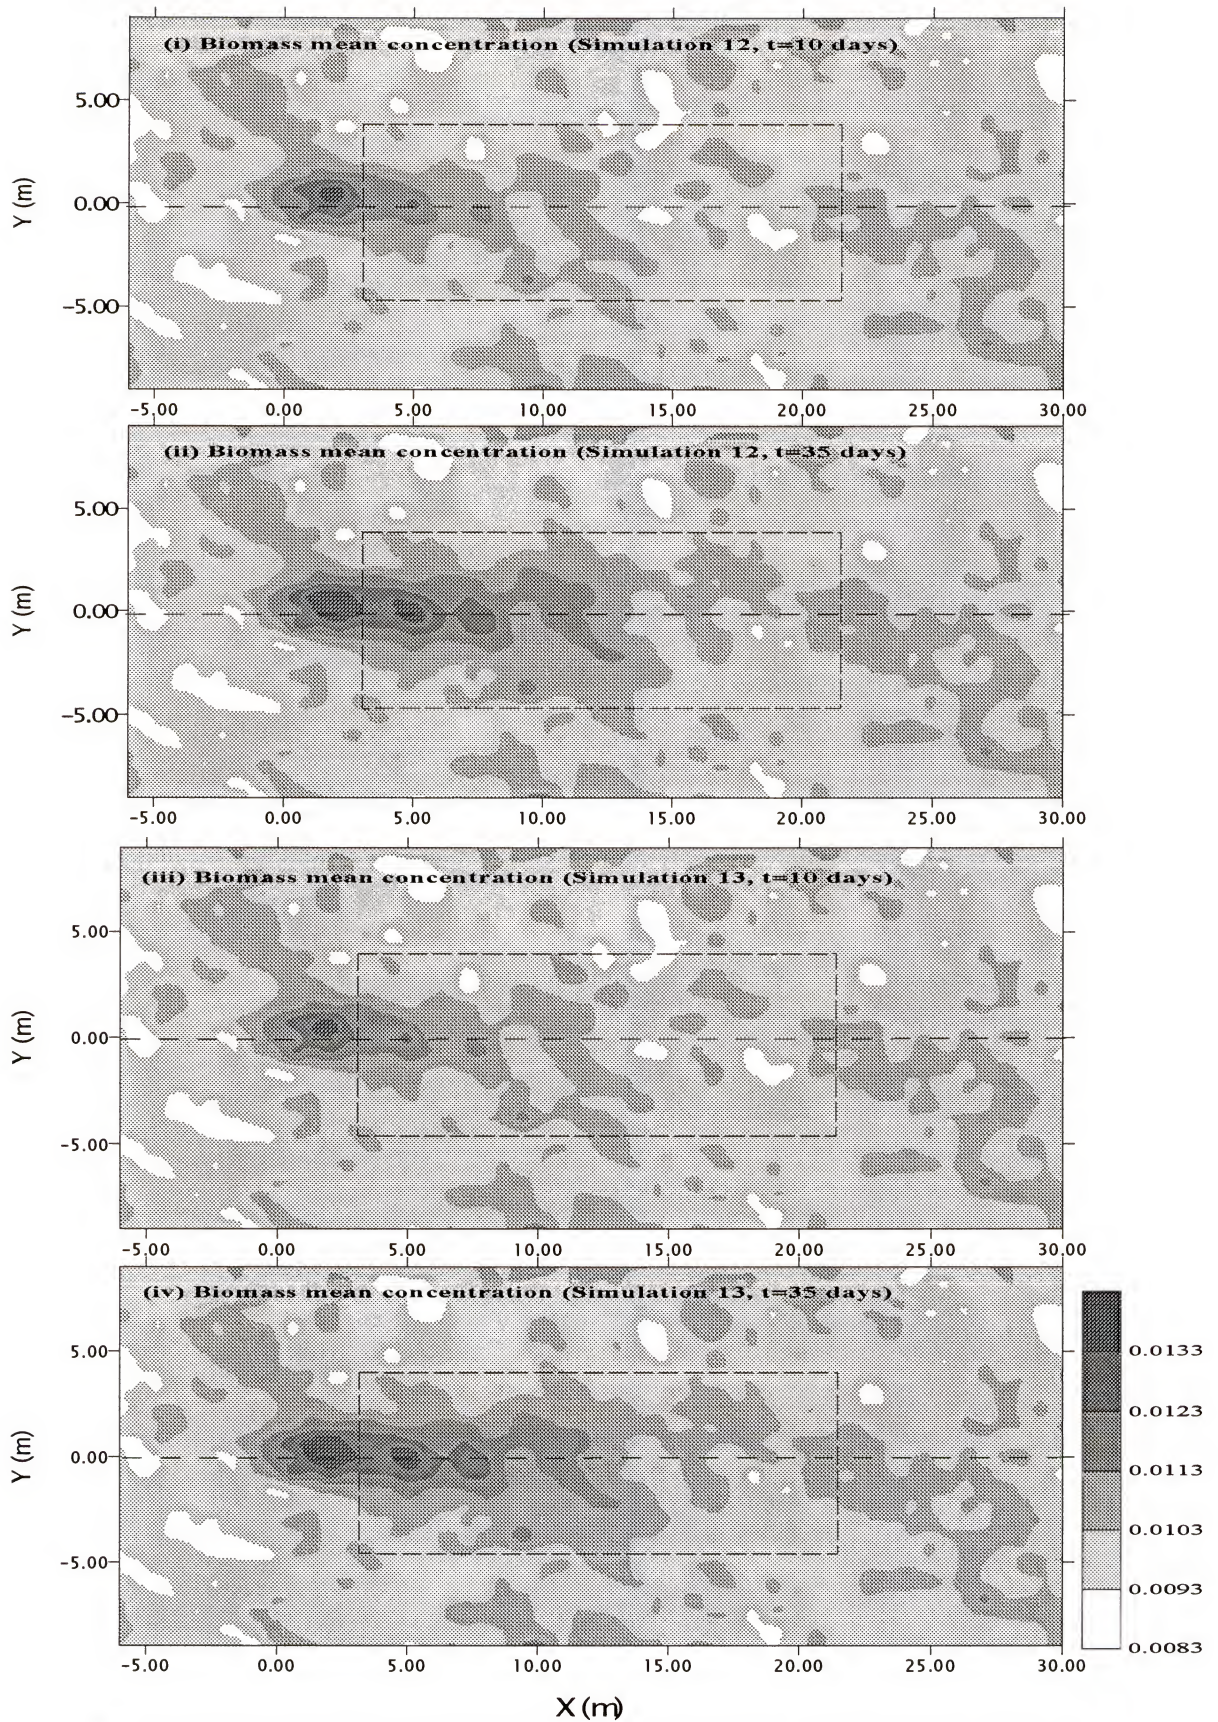 (i) Biomass mean concentration (Simulation 12, t=10 days)
5.00
0.00
-5.00
Y (m)
-5.00 0.00 5.00 10.00 15.00 20.00 25.00 30.00
(ii) Biomass mean concentration (Simulation 12, t=35 days)
5.00
0.00
-5.00
Y (m)
-5.00 0.00 5.00 10.00 15.00 20.00 25.00 30.00
(iii) Biomass mean concentration (Simulation 13, t=10 days)
5.00
0.00
-5.00
Y (m)
-5.00 0.00 5.00 10.00 15.00 20.00 25.00 30.00
(iv) Biomass mean concentration (Simulation 13, t=35 days)
5.00
0.00
-5.00
Y (m)
-5.00 0.00 5.00 10.00 15.00 20.00 25.00 30.00
X (m)
0.0133
0.0123
0.0113
0.0103
0.0093
0.0083